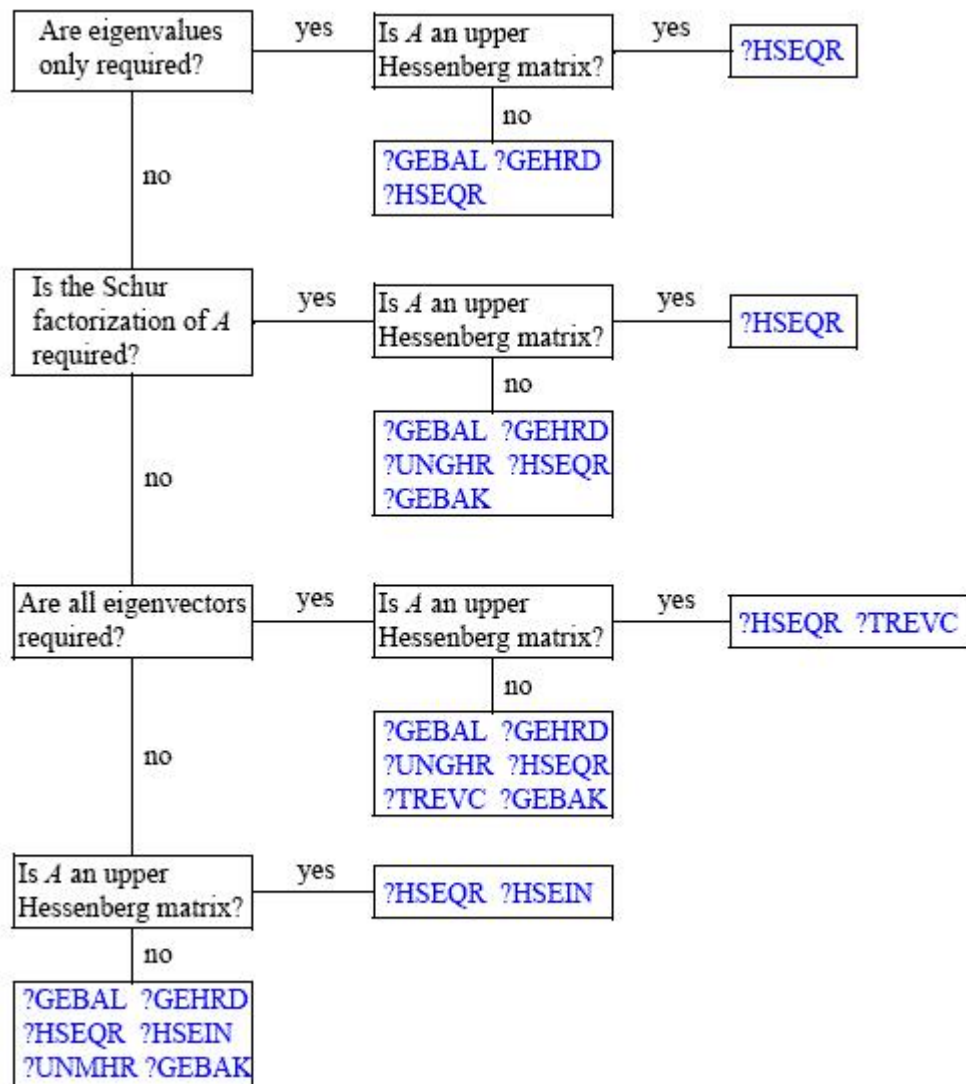 Are eigenvalues
only required?
yes
Is A an upper
Hessenberg matrix?
yes
?HSEQR
no
?GEBAL ?GEHRD
?HSEQR
no
Is the Schur
factorization of A
required?
yes
Is A an upper
Hessenberg matrix?
yes
?HSEQR
no
?GEBAL ?GEHRD
?UNGHR ?HSEQR
?GEBAK
no
Are all eigenvectors
required?
yes
Is A an upper
Hessenberg matrix?
yes
?HSEQR ?TREVC
no
?GEBAL ?GEHRD
?UNGHR ?HSEQR
?TREVC ?GEBAK
no
Is A an upper
Hessenberg matrix?
yes
?HSEQR ?HSEIN
no
?GEBAL ?GEHRD
?HSEQR ?HSEIN
?UNMHR ?GEBAK